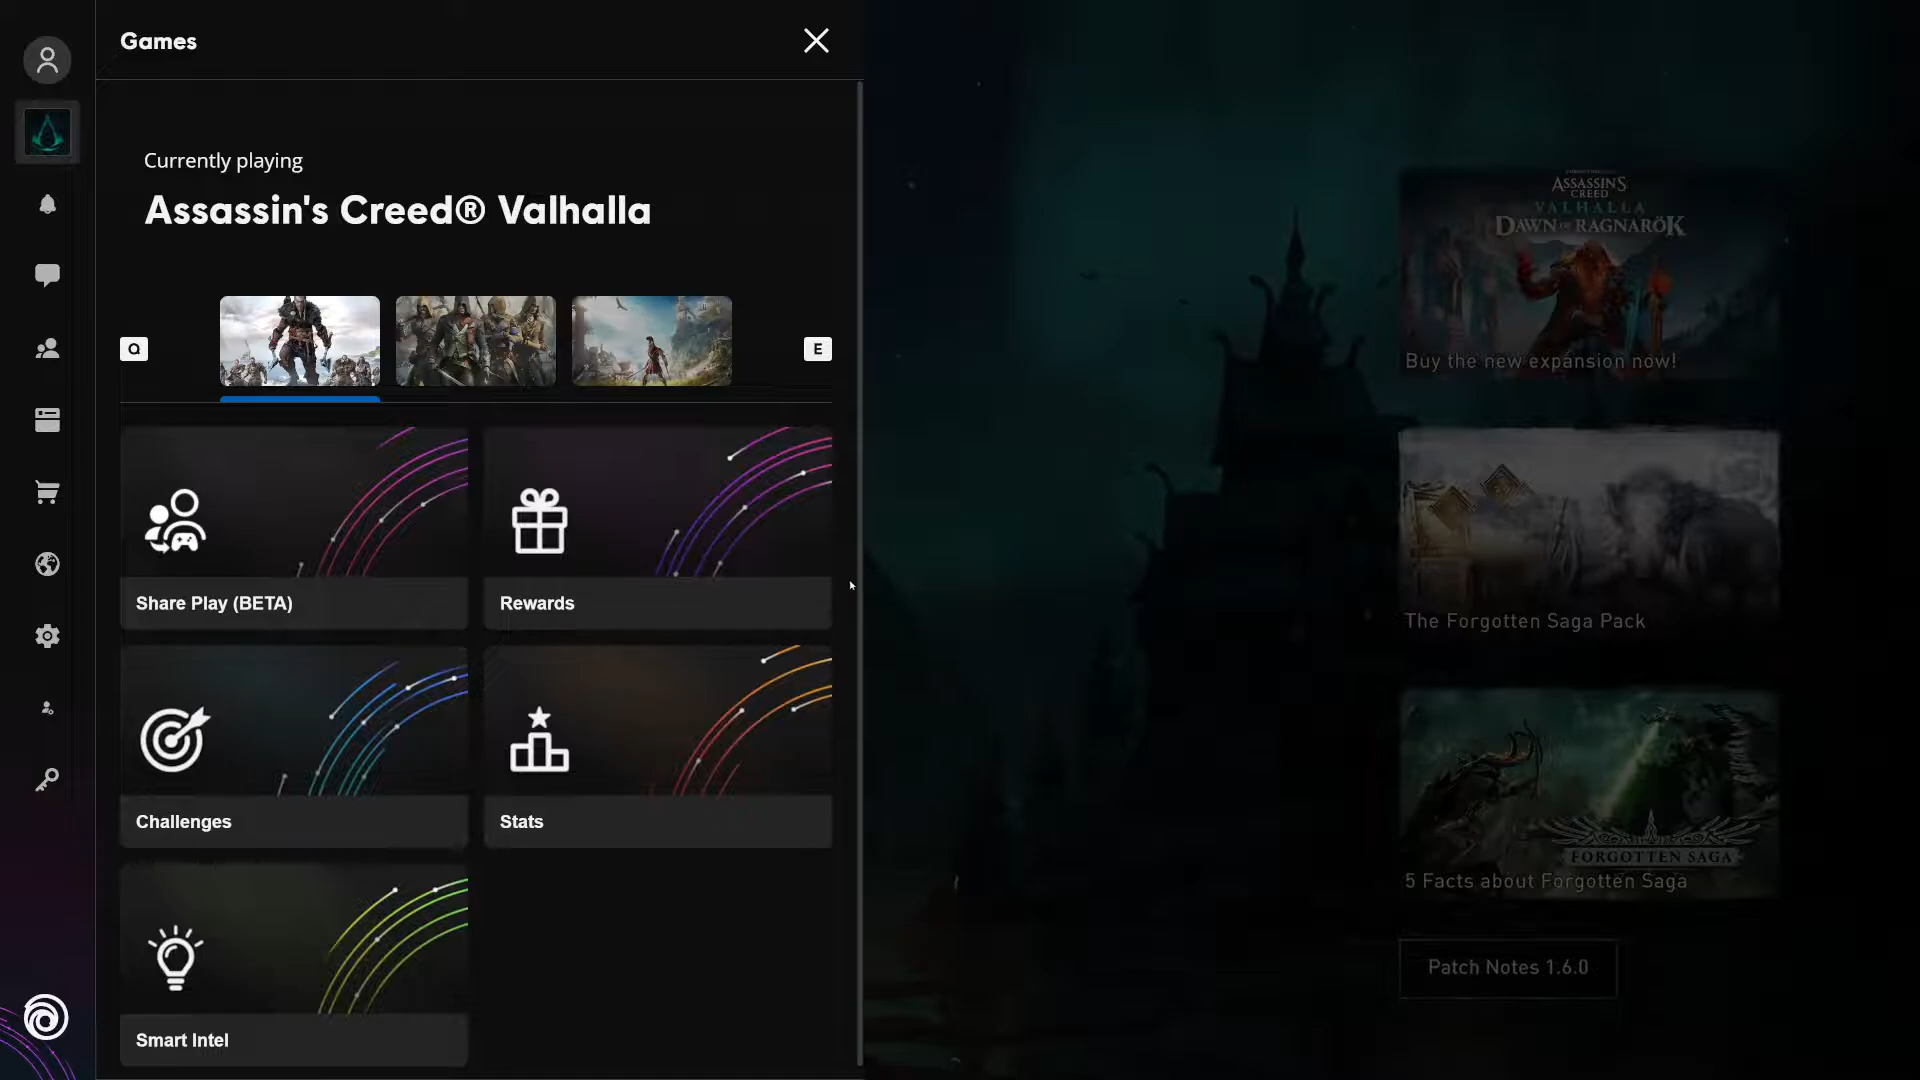 Games
Currently playing
Assassin's Creed® Valhalla
Q
E
Share Play (BETA)
Rewards
Challenges
Stats
Smart Intel
ASSASSIN'S
CREED
VALHALLA
DAWN OF RAGNARÖK
Buy the new expansion now!
The Forgotten Saga Pack
FORGOTTEN SAGA
5 Facts about Forgotten Saga
Patch Notes 1.6.0